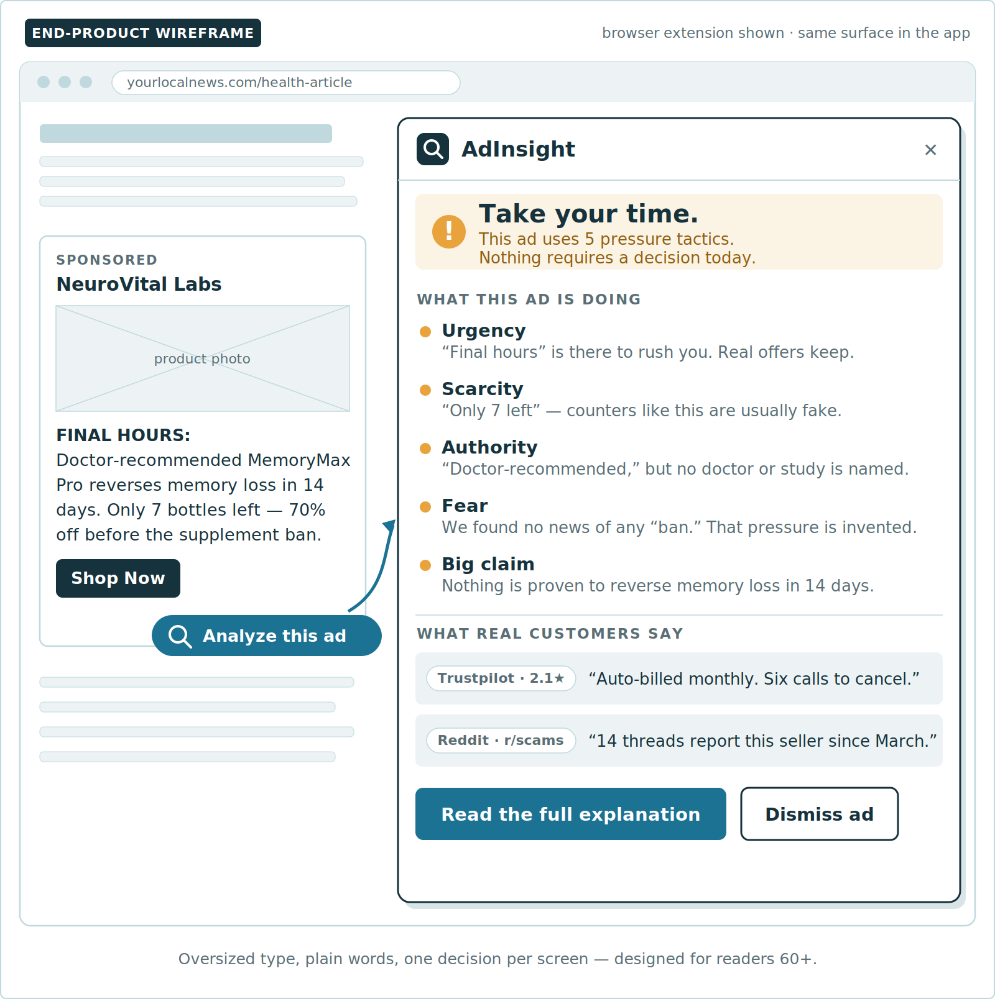 END-PRODUCT WIREFRAME
browser extension shown · same surface in the app
yourlocalnews.com/health-article
SPONSORED
NeuroVital Labs
product photo
FINAL HOURS:
Doctor-recommended MemoryMax
Pro reverses memory loss in 14
days. Only 7 bottles left — 70%
off before the supplement ban.
Shop Now
Analyze this ad
AdInsight
×
!
Take your time.
This ad uses 5 pressure tactics.
Nothing requires a decision today.
WHAT THIS AD IS DOING
Urgency
“Final hours” is there to rush you. Real offers keep.
Scarcity
“Only 7 left” — counters like this are usually fake.
Authority
“Doctor-recommended,” but no doctor or study is named.
Fear
We found no news of any “ban.” That pressure is invented.
Big claim
Nothing is proven to reverse memory loss in 14 days.
WHAT REAL CUSTOMERS SAY
Trustpilot · 2.1★ “Auto-billed monthly. Six calls to cancel.”
Reddit · r/scams “14 threads report this seller since March.”
Read the full explanation
Dismiss ad
Oversized type, plain words, one decision per screen — designed for readers 60+.